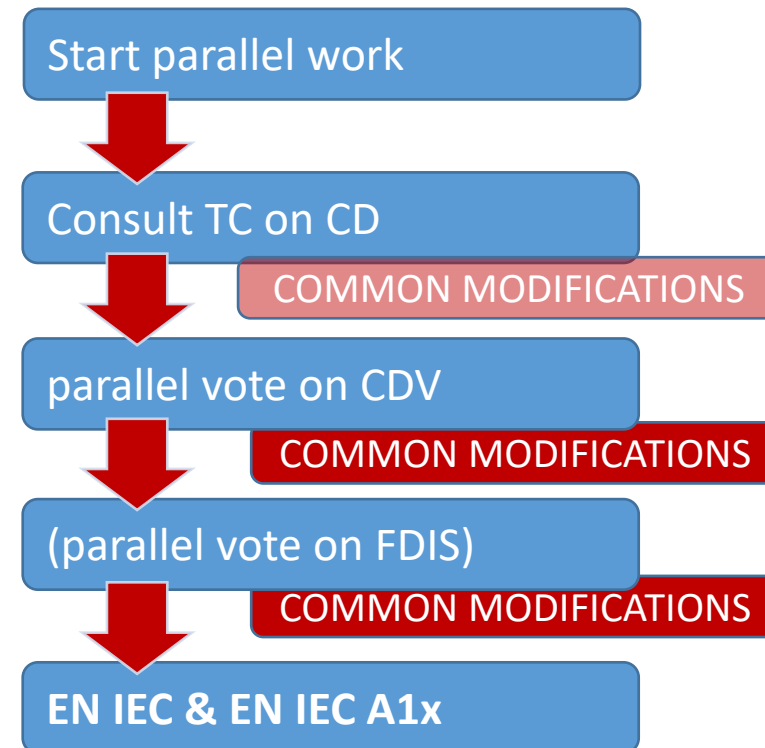 Start parallel work
Consult TC on CD
COMMON MODIFICATIONS
parallel vote on CDV
COMMON MODIFICATIONS
(parallel vote on FDIS)
COMMON MODIFICATIONS
EN IEC & EN IEC A1x